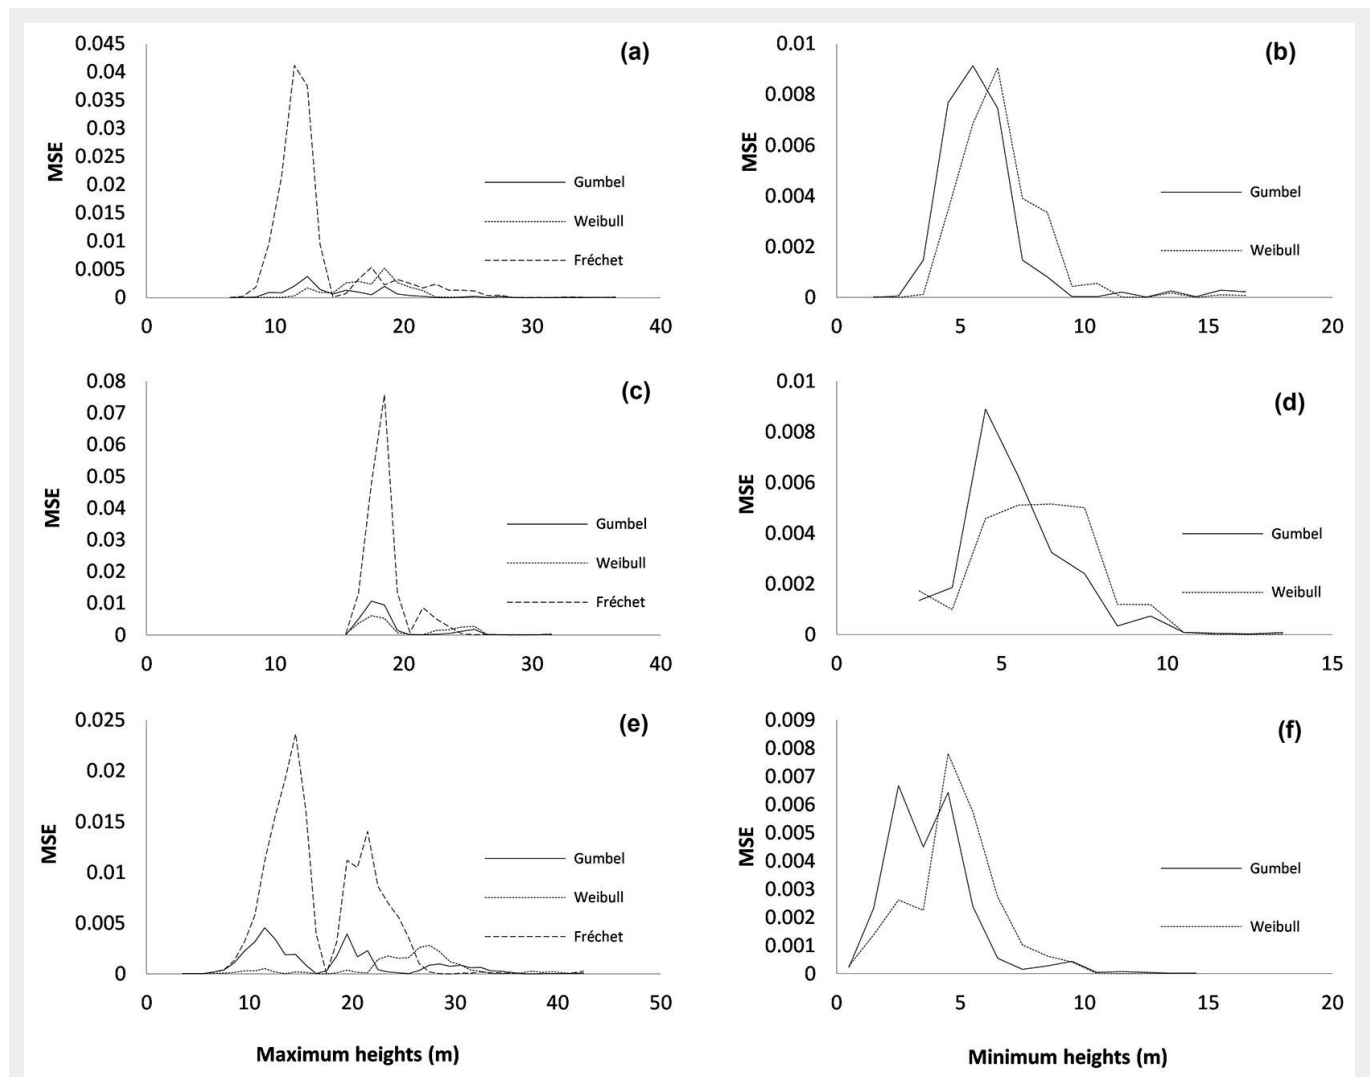 (a)
MSE
0.045
0.04
0.035
0.03
0.025
0.02
0.015
0.01
0.005
0
0 10 20 30 40
Gumbel
Weibull
Fréchet
(b)
MSE
0.01
0.008
0.006
0.004
0.002
0
0 5 10 15 20
Gumbel
Weibull
(c)
MSE
0.08
0.07
0.06
0.05
0.04
0.03
0.02
0.01
0
0 10 20 30 40
Gumbel
Weibull
Fréchet
(d)
MSE
0.01
0.008
0.006
0.004
0.002
0
0 5 10 15
Gumbel
Weibull
(e)
MSE
0.025
0.02
0.015
0.01
0.005
0
0 10 20 30 40 50
Gumbel
Weibull
Fréchet
Maximum heights (m)
(f)
MSE
0.009
0.008
0.007
0.006
0.005
0.004
0.003
0.002
0.001
0
0 5 10 15 20
Gumbel
Weibull
Minimum heights (m)